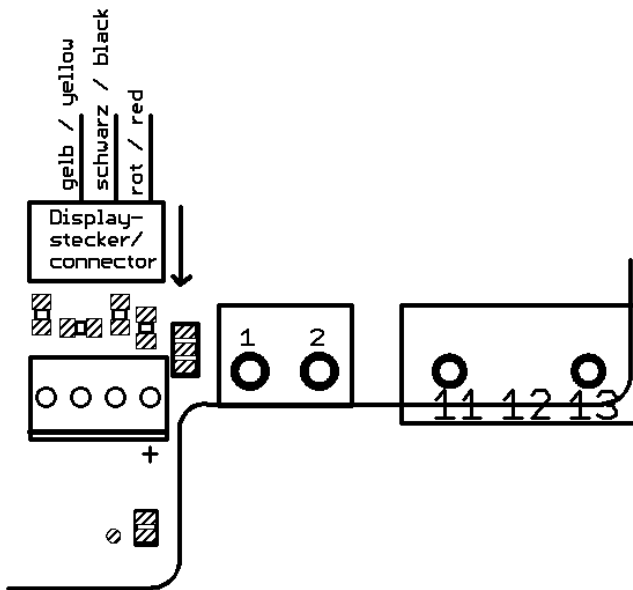 gelb / yellow
schwarz / black
rot / red
Display-
stecker/
connector
1 2
11 12 13
+